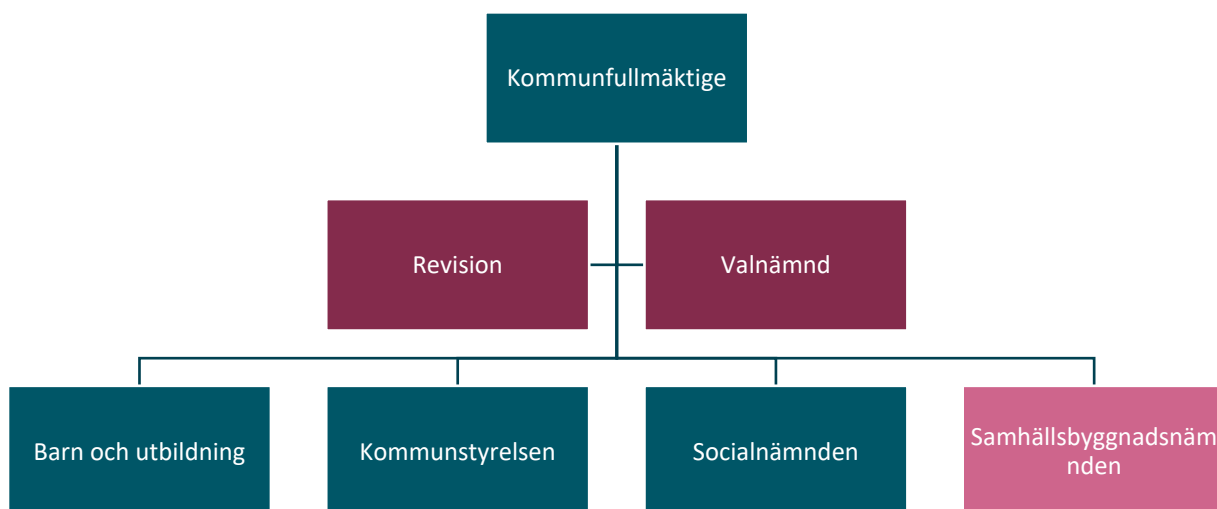 Kommunfullmäktige
Revision
Valnämnd
Barn och utbildning
Kommunstyrelsen
Socialnämnden
Samhällsbyggnadsnäm
nden